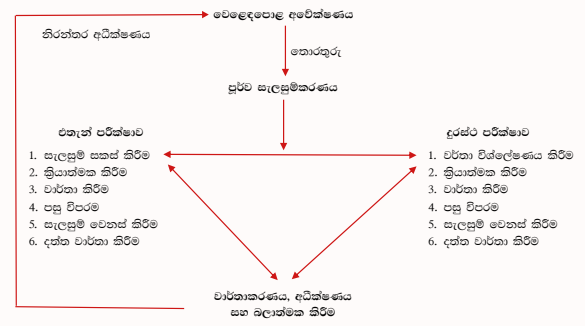 වෙළෙඳපොළ අවේක්ෂණය
නිරන්තර අධීක්ෂණය
තොරතුරු
පූර්ව සැලසුම්කරණය
එතැන් පරීක්ෂාව
1. සැලසුම් සකස් කිරීම
2. ක්‍රියාත්මක කිරීම
3. වාර්තා කිරීම
4. පසු විපරම
5. සැලසුම් වෙනස් කිරීම
6. දත්ත වාර්තා කිරීම
දුරස්ථ පරීක්ෂාව
1. වර්තා විශ්ලේෂණය කිරීම
2. ක්‍රියාත්මක කිරීම
3. වාර්තා කිරීම
4. පසු විපරම
5. සැලසුම් වෙනස් කිරීම
6. දත්ත වාර්තා කිරීම
වාර්තාකරණය, අධීක්ෂණය
සහ බලාත්මක කිරීම